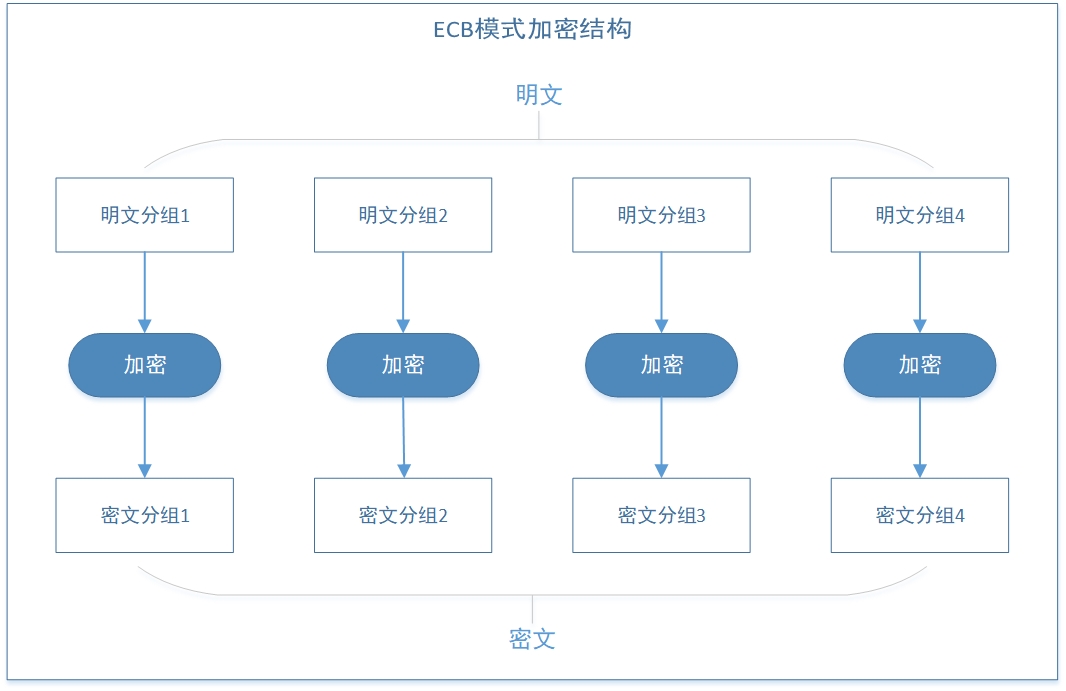 ECB模式加密结构
明文
明文分组1
明文分组2
明文分组3
明文分组4
加密
加密
加密
加密
密文分组1
密文分组2
密文分组3
密文分组4
密文